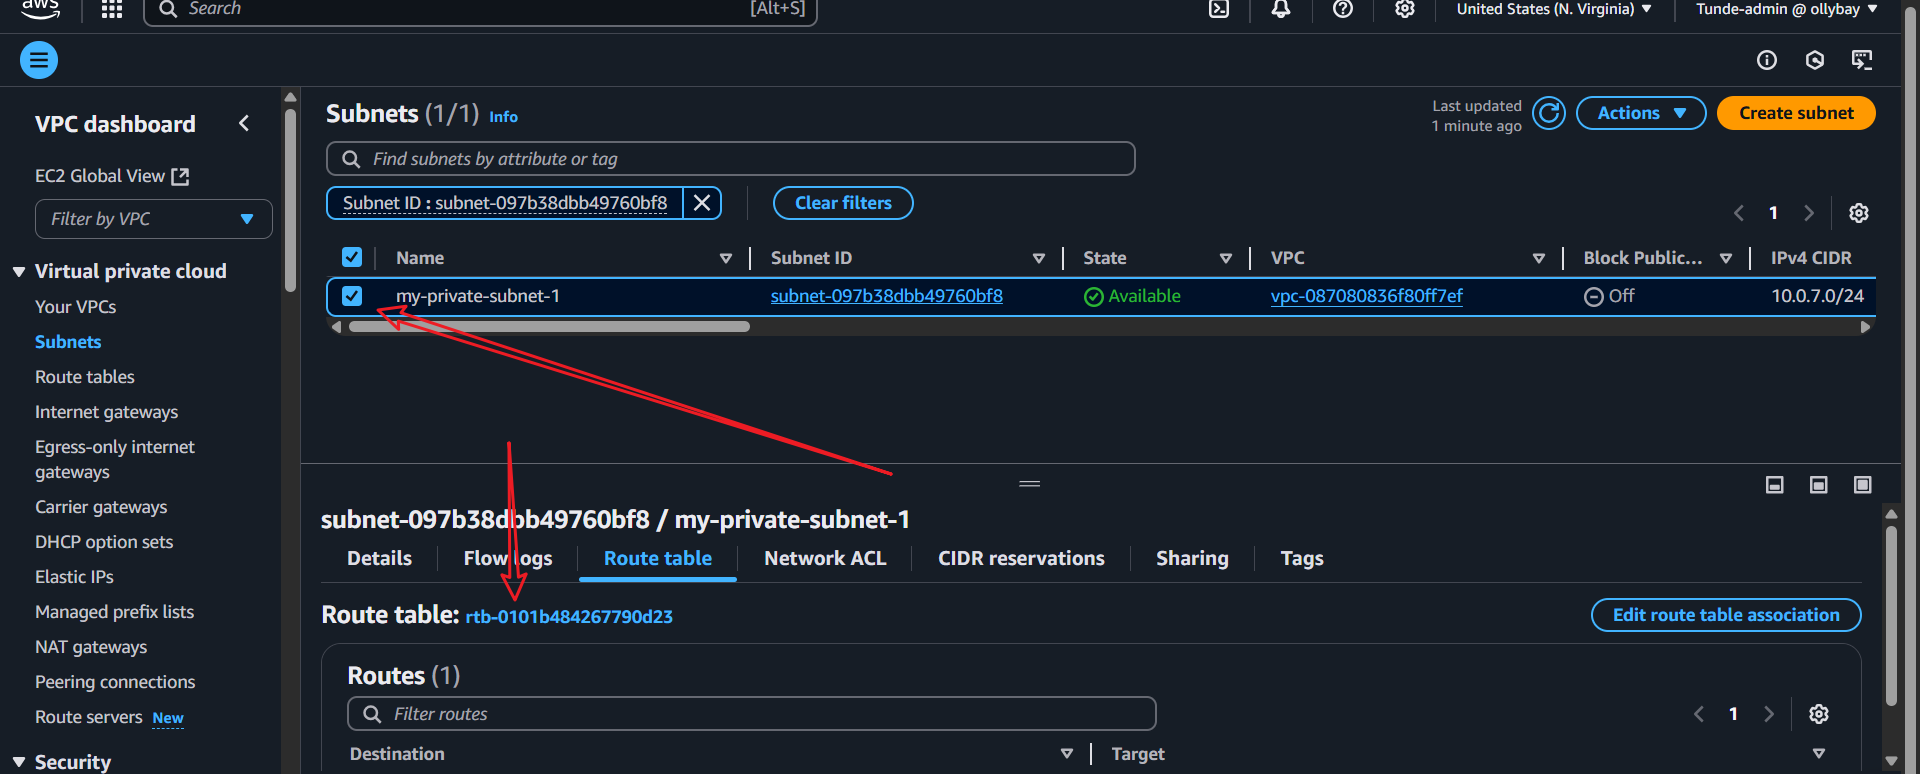 aws
Search
[Alt+S]
United States (N. Virginia)
Tunde-admin @ ollybay
VPC dashboard
EC2 Global View
Filter by VPC
Virtual private cloud
Your VPCs
Subnets
Route tables
Internet gateways
Egress-only internet
gateways
Carrier gateways
DHCP option sets
Elastic IPs
Managed prefix lists
NAT gateways
Peering connections
Route servers New
Security
Subnets (1/1) Info
Last updated
1 minute ago
Actions
Create subnet
Find subnets by attribute or tag
Subnet ID : subnet-097b38dbb49760bf8
Clear filters
1
Name Subnet ID State VPC Block Public... IPv4 CIDR
my-private-subnet-1 subnet-097b38dbb49760bf8 Available vpc-087080836f80ff7ef Off 10.0.7.0/24
subnet-097b38dbb49760bf8 / my-private-subnet-1
Details Flow logs Route table Network ACL CIDR reservations Sharing Tags
Route table: rtb-0101b484267790d23
Edit route table association
Routes (1)
Filter routes
1
Destination Target